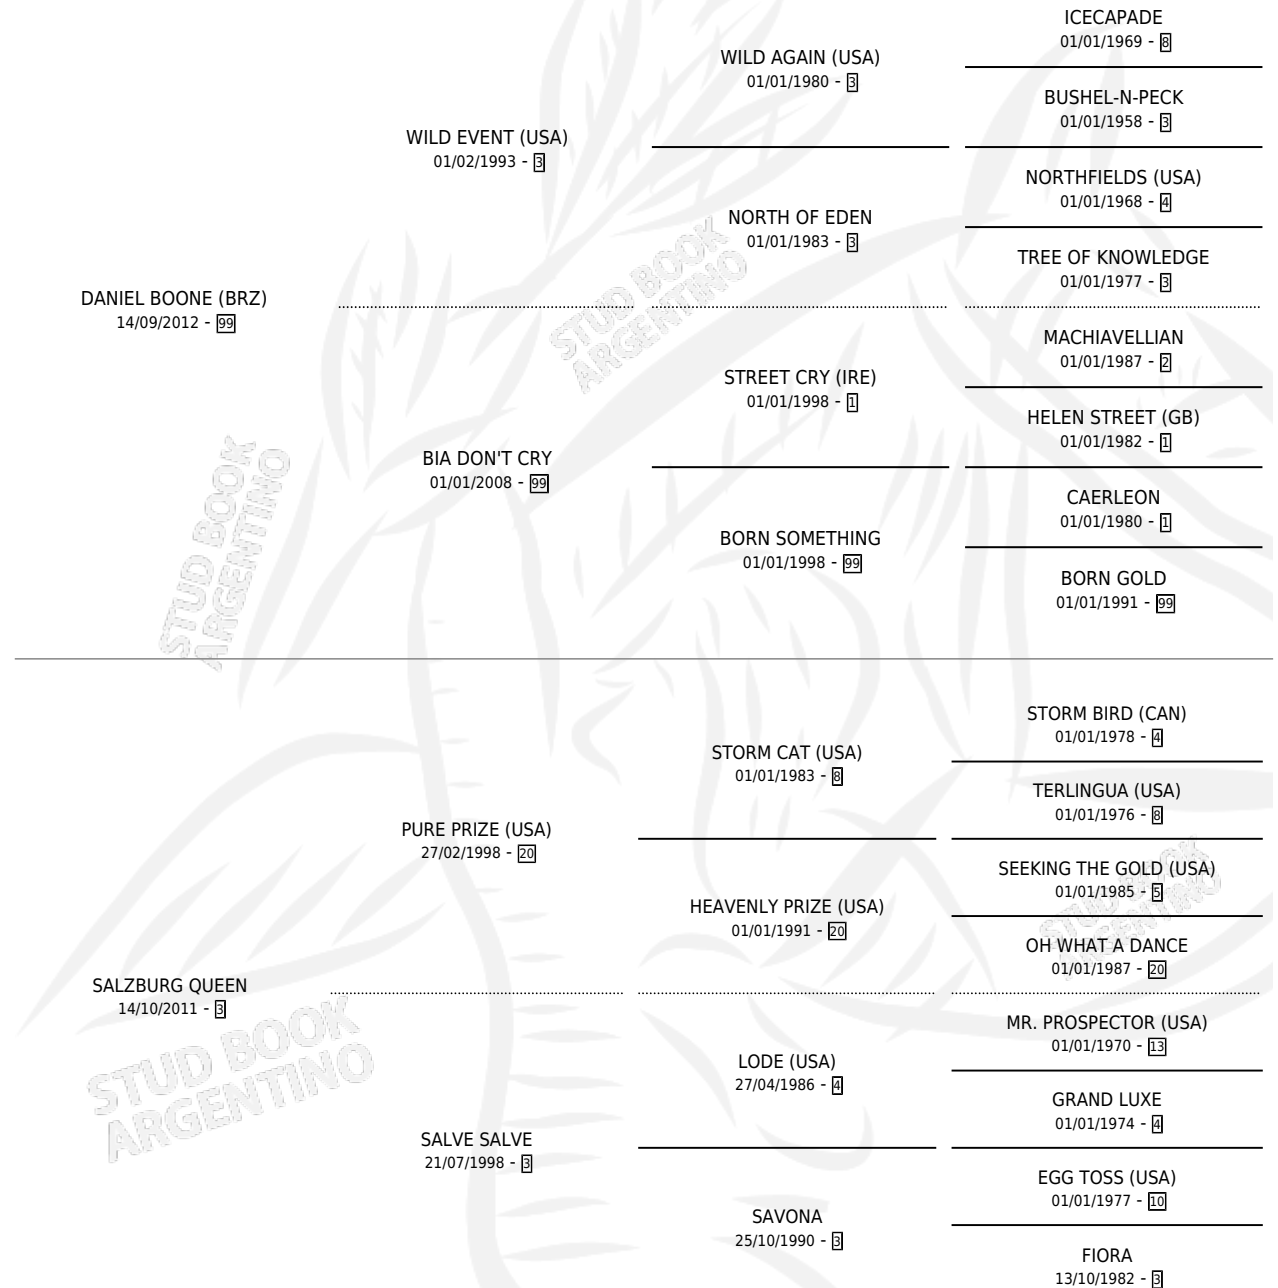 ICECAPADE
01/01/1969 - 8
WILD AGAIN (USA)
01/01/1980 - 3
BUSHEL-N-PECK
01/01/1958 - 3
WILD EVENT (USA)
01/02/1993 - 3
NORTHFIELDS (USA)
01/01/1968 - 4
NORTH OF EDEN
01/01/1983 - 3
TREE OF KNOWLEDGE
01/01/1977 - 3
DANIEL BOONE (BRZ)
14/09/2012 - 99
MACHIAVELLIAN
01/01/1987 - 2
STREET CRY (IRE)
01/01/1998 - 1
HELEN STREET (GB)
01/01/1982 - 1
BIA DON'T CRY
01/01/2008 - 99
CAERLEON
01/01/1980 - 1
BORN SOMETHING
01/01/1998 - 99
BORN GOLD
01/01/1991 - 99
STUD BOOK
ARGENTINO
STUD BOOK
ARGENTINO
STORM BIRD (CAN)
01/01/1978 - 4
STORM CAT (USA)
01/01/1983 - 8
TERLINGUA (USA)
01/01/1976 - 8
PURE PRIZE (USA)
27/02/1998 - 20
SEEKING THE GOLD (USA)
01/01/1985 - 5
HEAVENLY PRIZE (USA)
01/01/1991 - 20
OH WHAT A DANCE
01/01/1987 - 20
STUD BOOK
ARGENTINO
SALZBURG QUEEN
14/10/2011 - 3
MR. PROSPECTOR (USA)
01/01/1970 - 13
LODE (USA)
27/04/1986 - 4
GRAND LUXE
01/01/1974 - 4
STUD BOOK
ARGENTINO
SALVE SALVE
21/07/1998 - 3
EGG TOSS (USA)
01/01/1977 - 10
SAVONA
25/10/1990 - 3
FIORA
13/10/1982 - 3